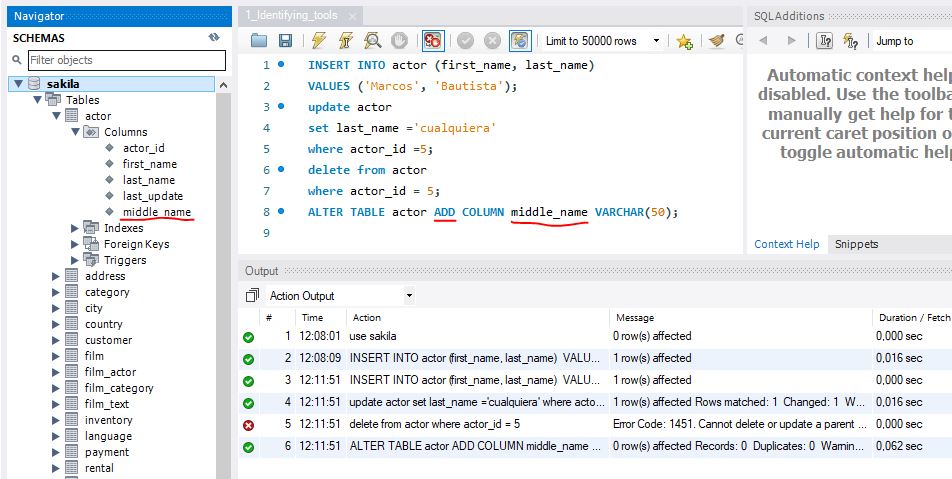 Navigator
SCHEMAS
Filter objects
sakila
Tables
actor
Columns
actor_id
first_name
last_name
last_update
middle_name
Indexes
Foreign Keys
Triggers
address
category
city
country
customer
film
film_actor
film_category
film_text
inventory
language
payment
rental
1_Identifying_tools
Limit to 50000 rows
1 INSERT INTO actor (first_name, last_name)
2 VALUES ('Marcos', 'Bautista');
3 update actor
4 set last_name ='cualquiera'
5 where actor_id =5;
6 delete from actor
7 where actor_id = 5;
8 ALTER TABLE actor ADD COLUMN middle_name VARCHAR(50);
9
SQLAdditions
Jump to
Automatic context help
disabled. Use the toolba
manually get help for t
current caret position o
toggle automatic help
Context Help Snippets
Output
Action Output
# Time Action Message Duration / Fetch
1 12:08:01 use sakila 0 row(s) affected 0,000 sec
2 12:08:09 INSERT INTO actor (first_name, last_name) VALU... 1 row(s) affected 0,016 sec
3 12:11:51 INSERT INTO actor (first_name, last_name) VALU... 1 row(s) affected 0,000 sec
4 12:11:51 update actor set last_name ='cualquiera' where acto... 1 row(s) affected Rows matched: 1 Changed: 1 W... 0,016 sec
5 12:11:51 delete from actor where actor_id = 5 Error Code: 1451. Cannot delete or update a parent ... 0,000 sec
6 12:11:51 ALTER TABLE actor ADD COLUMN middle_name ... 0 row(s) affected Records: 0 Duplicates: 0 Warnin... 0,062 sec